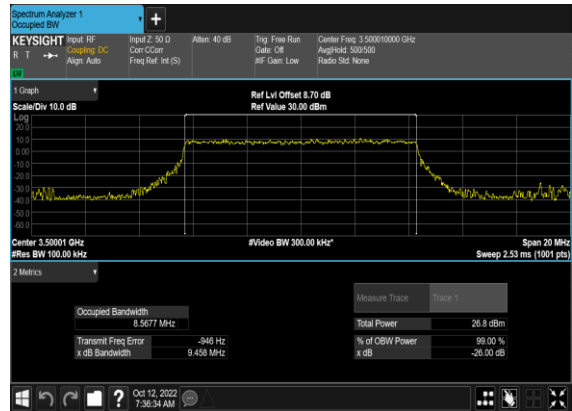 Spectrum Analyzer 1
Occupied BW
+
KEYSIGHT Input: RF Input Z: 50 Ω Atten: 40 dB Trig: Free Run Center Freq: 3.500010000 GHz
R T Coupling: DC Corr CCorr Gate: Off Avg|Hold: 500/500
Align: Auto Freq Ref: Int (S) #IF Gain: Low Radio Std: None
LV
1 Graph
Ref Lvl Offset 8.70 dB
Scale/Div 10.0 dB Ref Value 30.00 dBm
Log
20.0
10.0
0.00
-10.0
-20.0
-30.0
-40.0
-50.0
-60.0
Center 3.50001 GHz #Video BW 300.00 kHz* Span 20 MHz
#Res BW 100.00 kHz Sweep 2.53 ms (1001 pts)
2 Metrics
Measure Trace Trace 1
Occupied Bandwidth
8.5677 MHz Total Power 26.8 dBm
Transmit Freq Error -946 Hz % of OBW Power 99.00 %
x dB Bandwidth 9.458 MHz x dB -26.00 dB
? Oct 12, 2022
7:36:34 AM